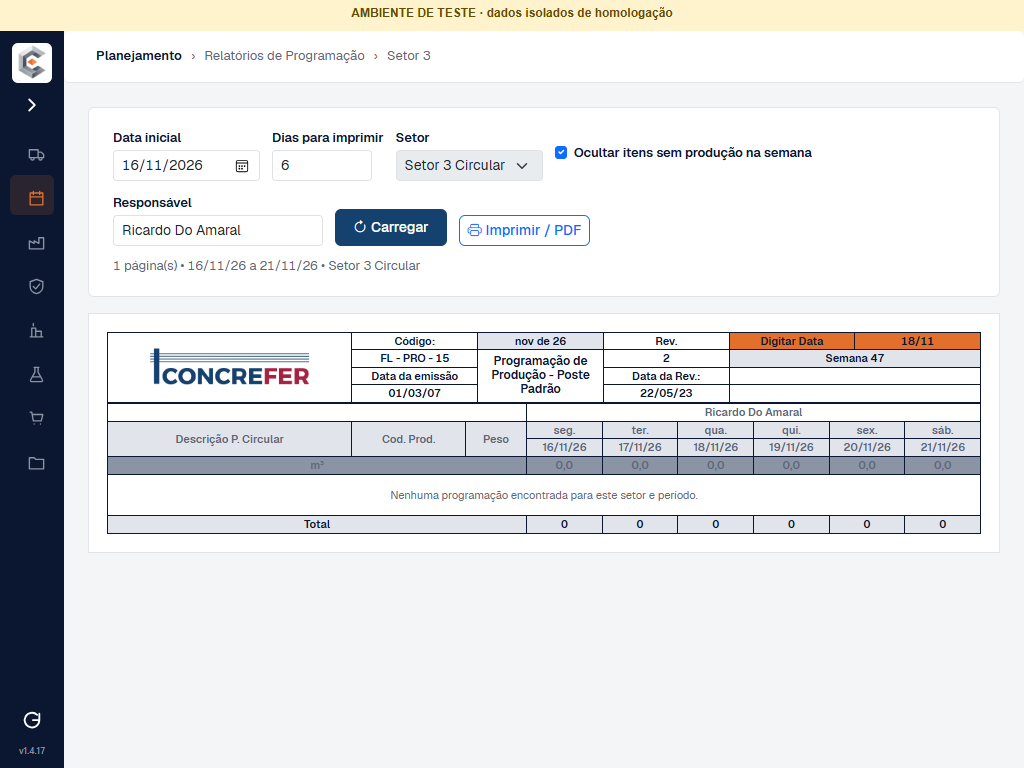 AMBIENTE DE TESTE · dados isolados de homologação
Planejamento › Relatórios de Programação › Setor 3
Data inicial Dias para imprimir Setor
16/11/2026 6 Setor 3 Circular Ocultar itens sem produção na semana
Responsável
Ricardo Do Amaral Carregar Imprimir / PDF
1 página(s) • 16/11/26 a 21/11/26 • Setor 3 Circular
CONCREFER
Código: nov de 26 Rev. Digitar Data 18/11
FL - PRO - 15 Programação de Produção - Poste Padrão 2 Semana 47
Data da emissão Data da Rev.:
01/03/07 22/05/23
Ricardo Do Amaral
Descrição P. Circular Cod. Prod. Peso seg. ter. qua. qui. sex. sáb.
16/11/26 17/11/26 18/11/26 19/11/26 20/11/26 21/11/26
m³ 0,0 0,0 0,0 0,0 0,0 0,0
Nenhuma programação encontrada para este setor e período.
Total 0 0 0 0 0 0
v1.4.17